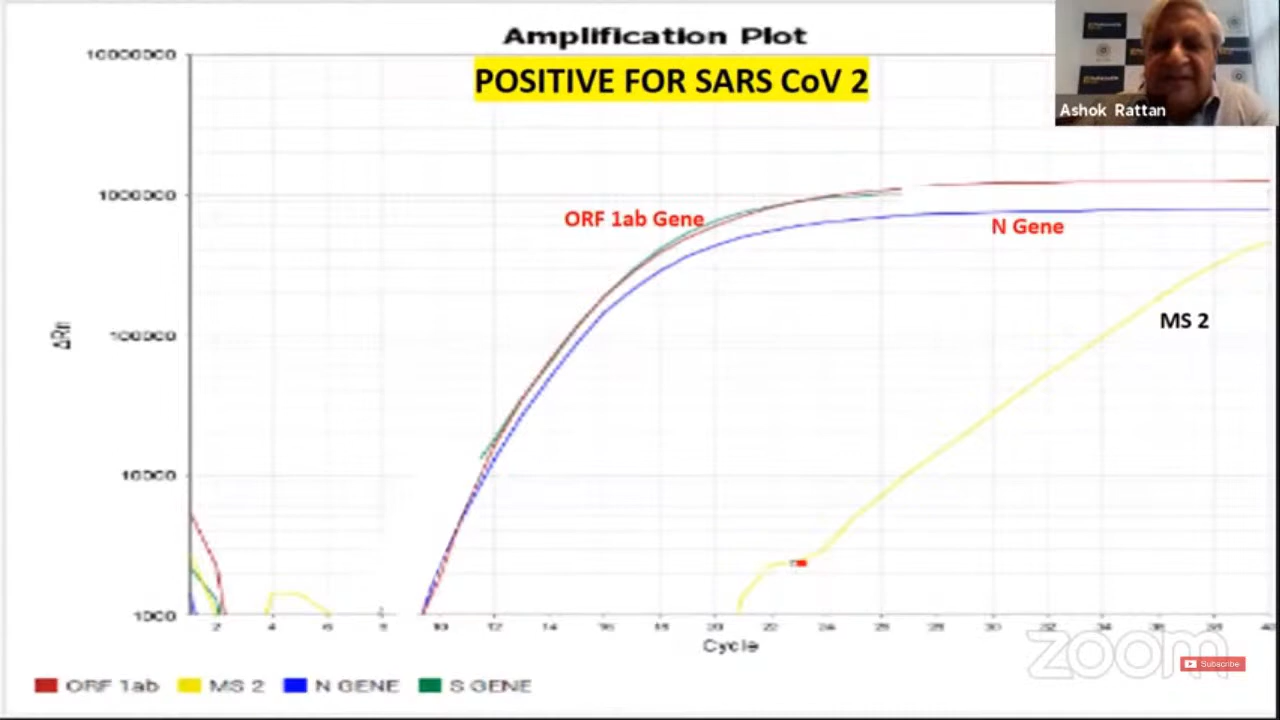 Amplification Plot
POSITIVE FOR SARS CoV 2
Ashok Rattan
10000000
1000000
100000
10000
1000
ΔRn
ORF 1ab Gene
N Gene
MS 2
2 4 6 8 10 12 14 16 18 20 22 24 26 28 30 32 34 36 38 40
Cycle
zoom
Subscribe
ORF 1ab MS 2 N GENE S GENE